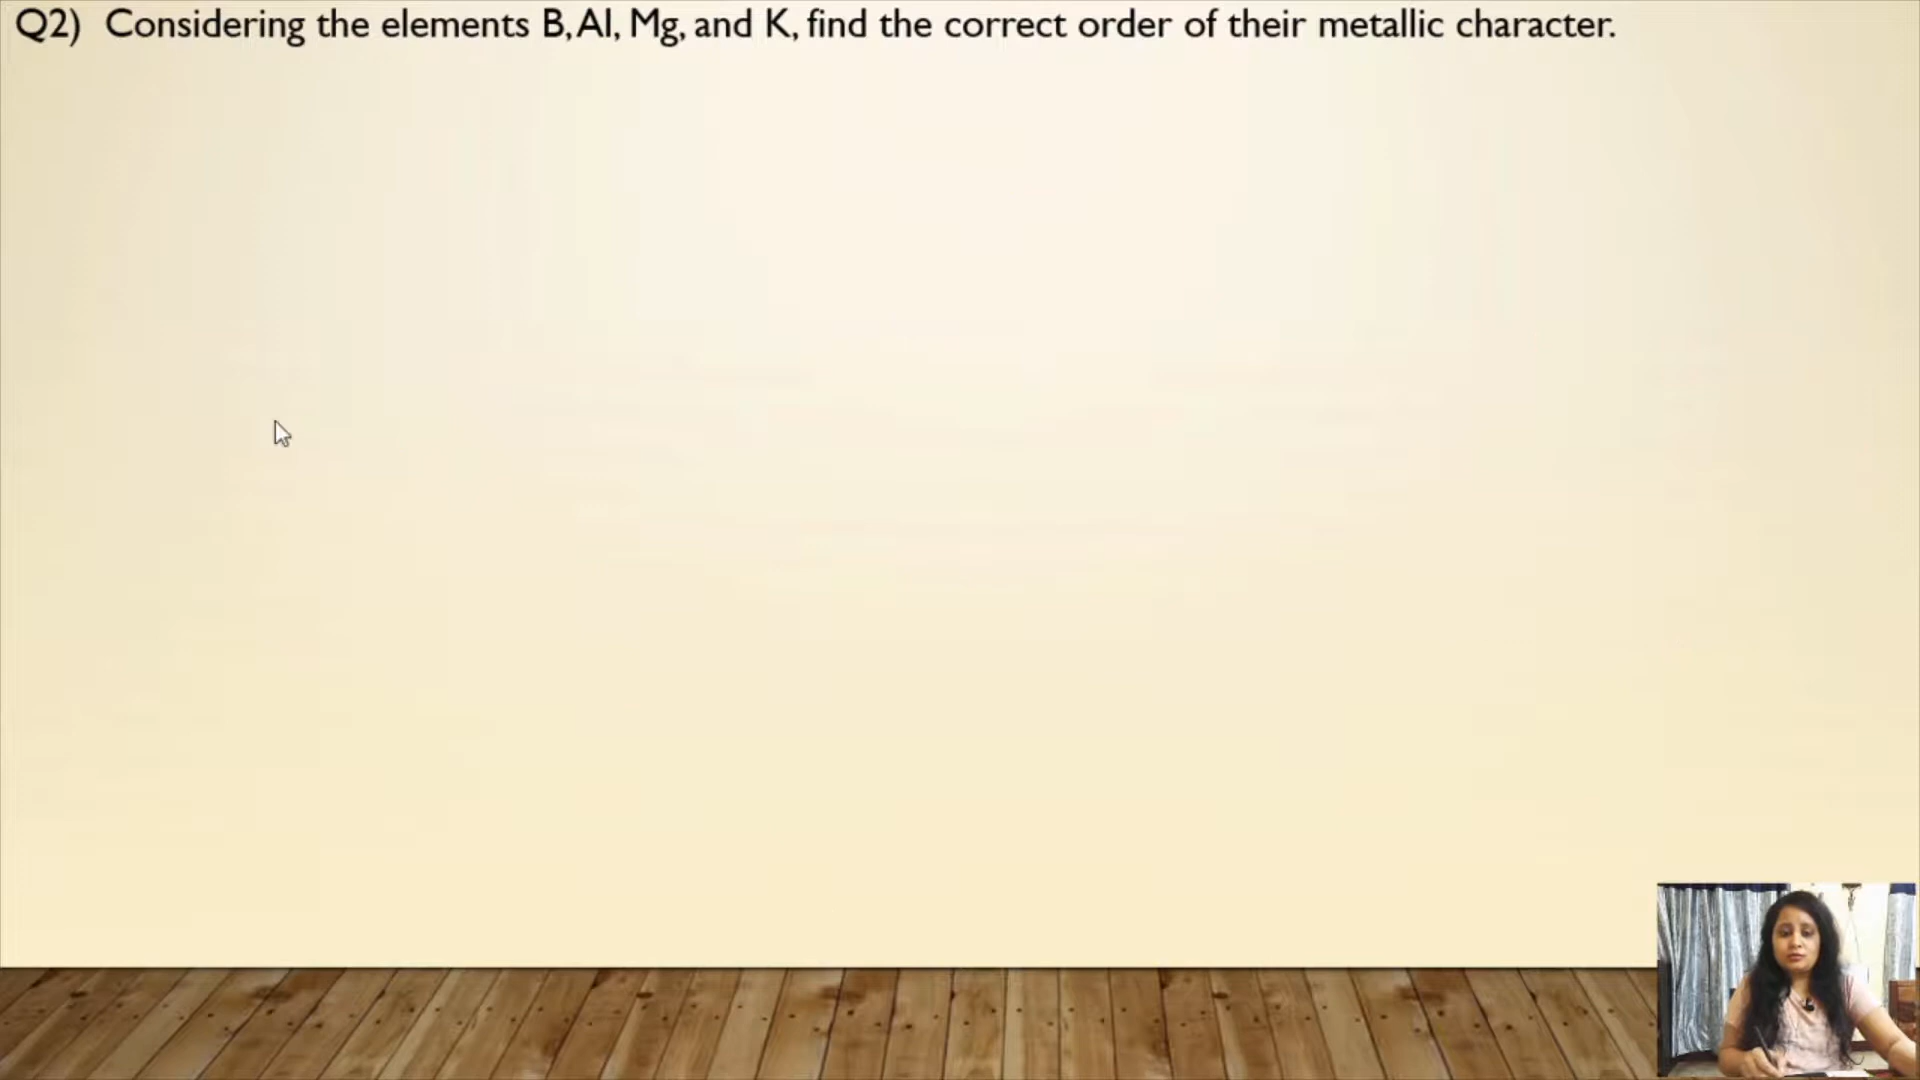 Q2) Considering the elements B, Al, Mg, and K, find the correct order of their metallic character.